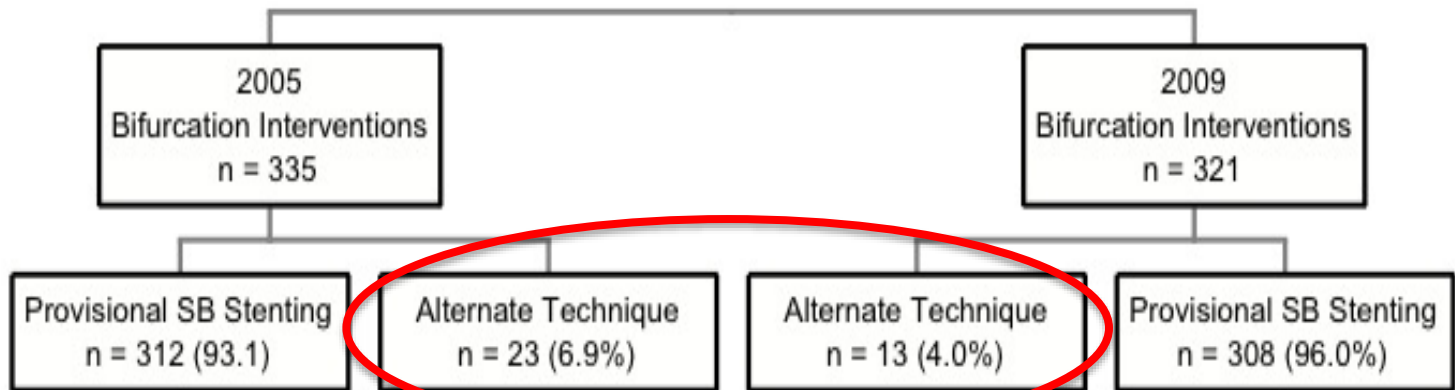 2005
Bifurcation Interventions
n = 335
2009
Bifurcation Interventions
n = 321
Provisional SB Stenting
n = 312 (93.1)
Alternate Technique
n = 23 (6.9%)
Alternate Technique
n = 13 (4.0%)
Provisional SB Stenting
n = 308 (96.0%)